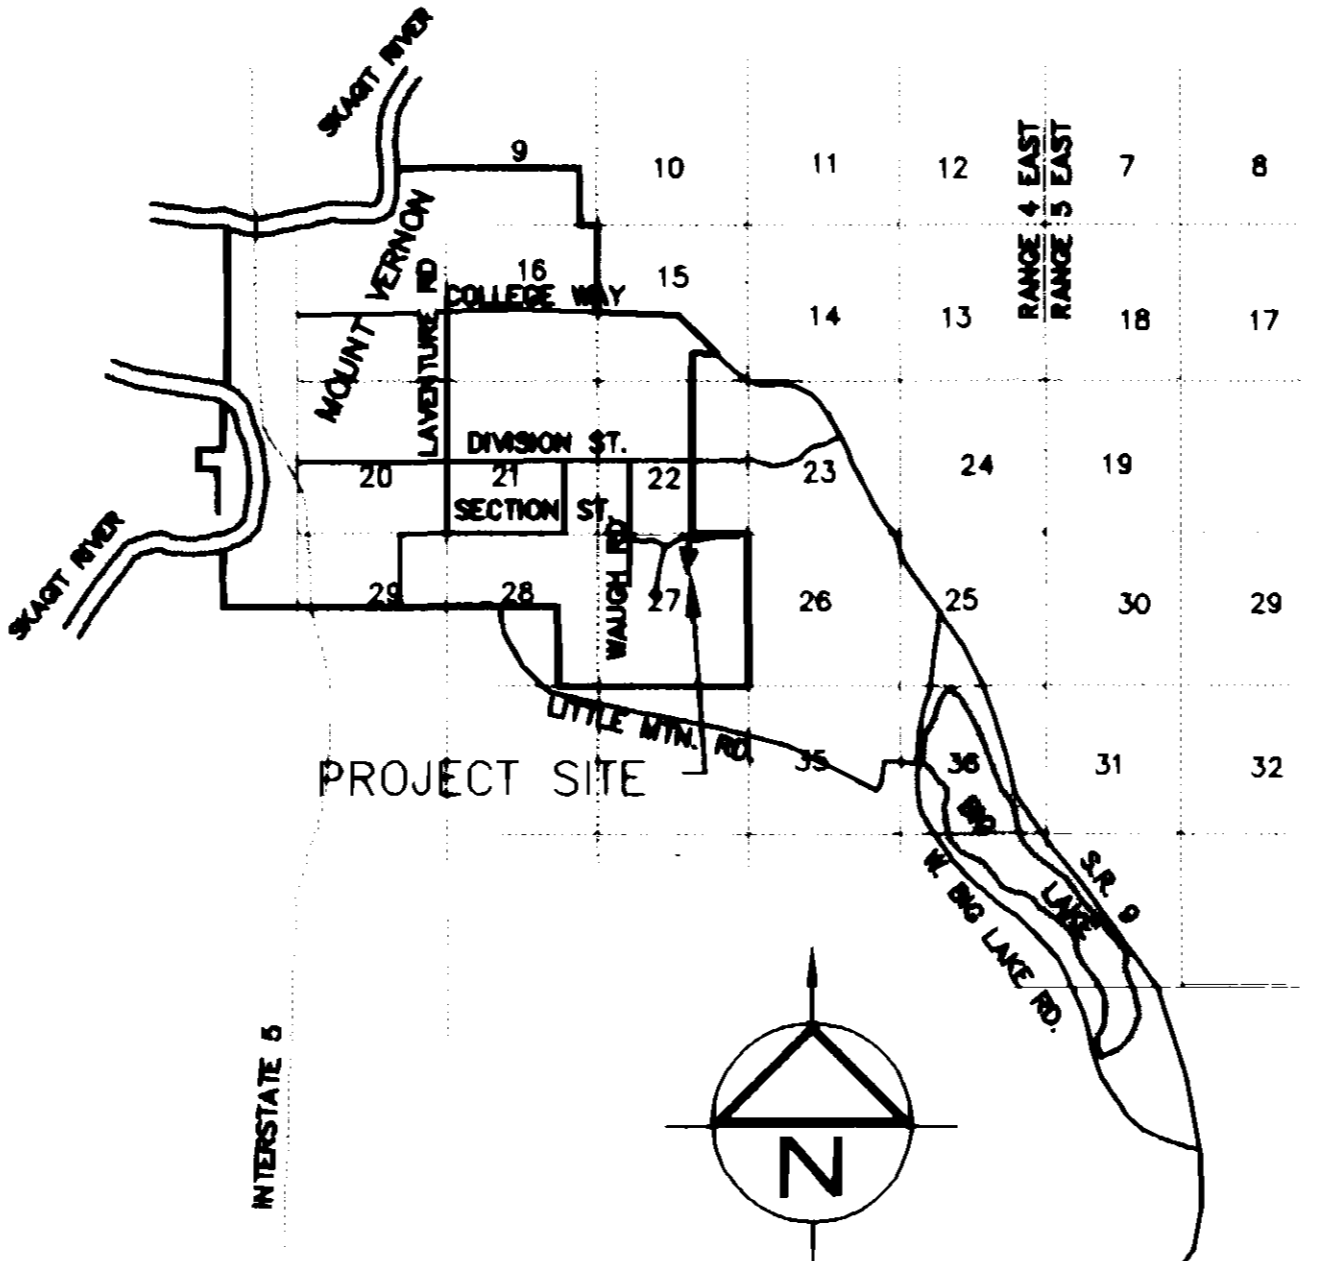 SKAGIT RIVER
9
10
11
12
RANGE 4 EAST
RANGE 5 EAST
7
8
MOUNT VERNON
LAVENTURE RD
16
15
COLLEGE WAY
14
13
18
17
DIVISION ST.
20
21
22
23
24
19
SECTION ST.
SKAGIT RIVER
29
28
WAUGH RD
27
26
25
30
29
LITTLE MTN. RD.
PROJECT SITE
35
36
31
32
BIG
LAKE
S.R. 9
W. BIG LAKE RD.
INTERSTATE 5
N